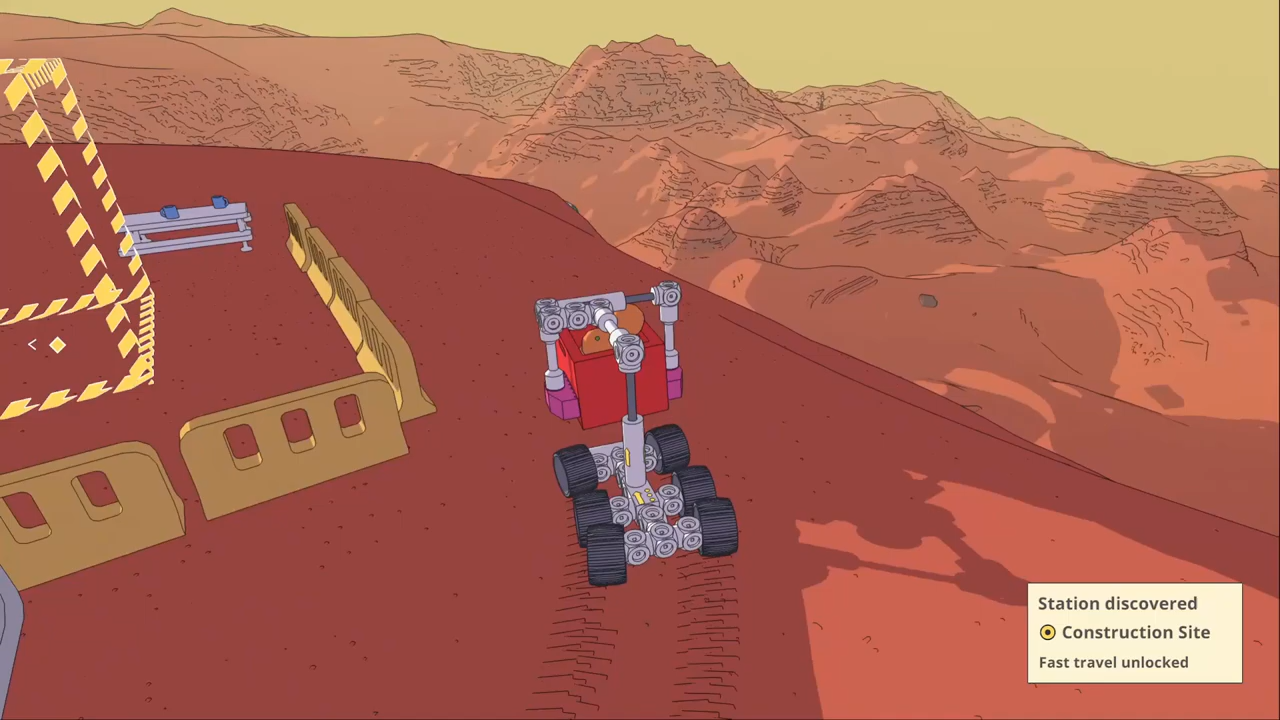 Station discovered
Construction Site
Fast travel unlocked